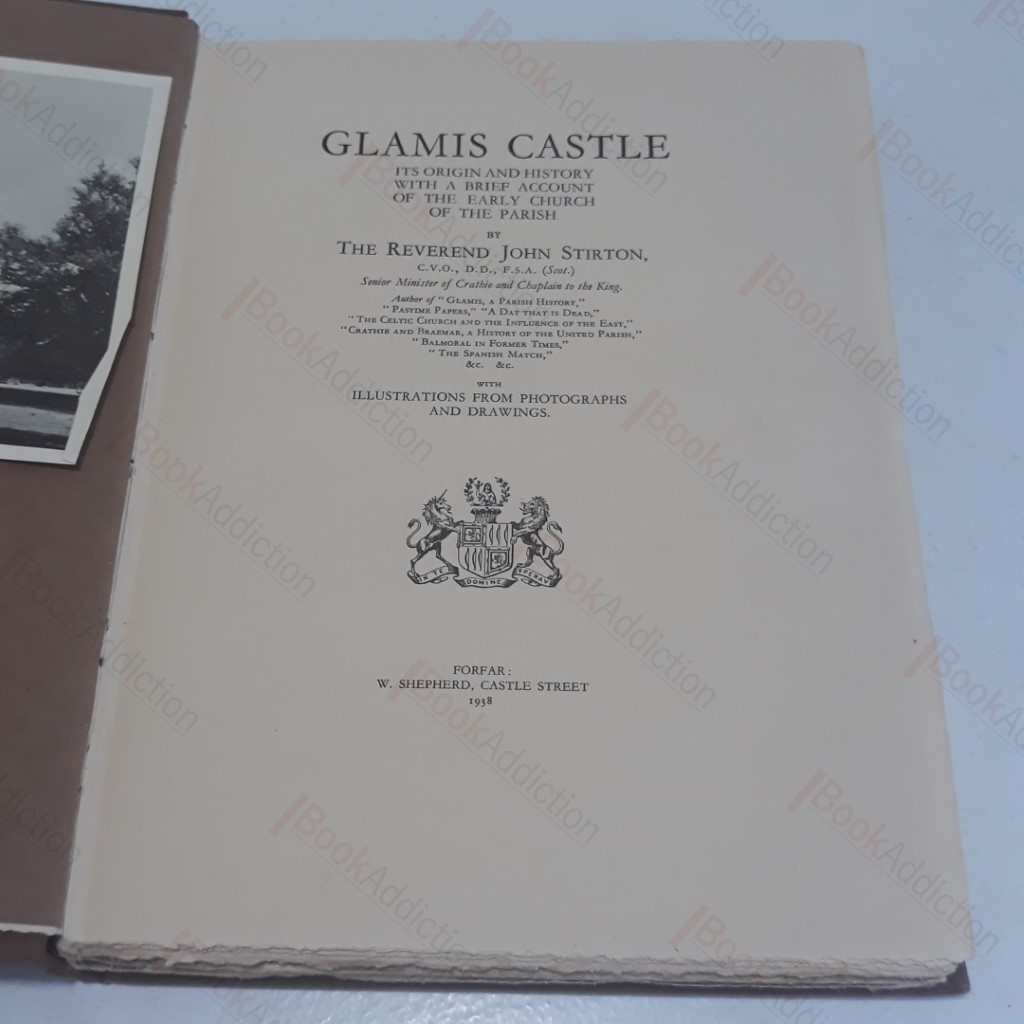 GLAMIS CASTLE
ITS ORIGIN AND HISTORY
WITH A BRIEF ACCOUNT
OF THE EARLY CHURCH
OF THE PARISH
BY
THE REVEREND JOHN STIRTON,
C.V.O., D.D., F.S.A. (Scot.)
Senior Minister of Crathie and Chaplain to the King.
Author of "GLAMIS, A PARISH HISTORY,"
"PASTIME PAPERS," "A DAY THAT IS DEAD,"
"THE CELTIC CHURCH AND THE INFLUENCE OF THE EAST,"
"CRATHIE AND BRAEMAR, A HISTORY OF THE UNITED PARISH,"
"BALMORAL IN FORMER TIMES,"
"THE SPANISH MATCH,"
&c. &c.
WITH
ILLUSTRATIONS FROM PHOTOGRAPHS
AND DRAWINGS.
IN TE DOMINE SPERAVI
FORFAR:
W. SHEPHERD, CASTLE STREET
1938
BookAddiction